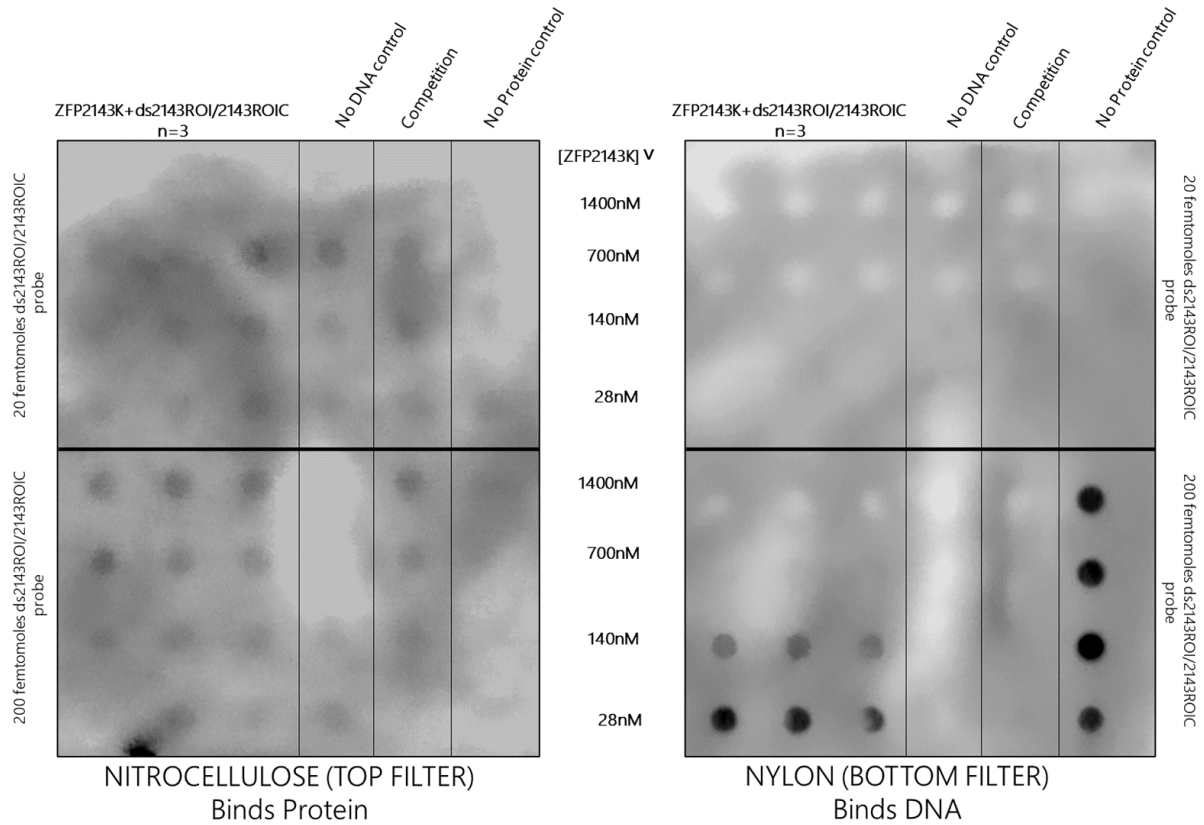 No DNA control
Competition
No Protein control
ZFP2143K+ds2143ROI/2143ROIC
n=3
No DNA control
Competition
No Protein control
ZFP2143K+ds2143ROI/2143ROIC
n=3
[ZFP2143K] v
1400nM
700nM
140nM
28nM
1400nM
700nM
140nM
28nM
20 femtomoles ds2143ROI/2143ROIC
probe
200 femtomoles ds2143ROI/2143ROIC
probe
20 femtomoles ds2143ROI/2143ROIC
probe
200 femtomoles ds2143ROI/2143ROIC
probe
NITROCELLULOSE (TOP FILTER)
Binds Protein
NYLON (BOTTOM FILTER)
Binds DNA